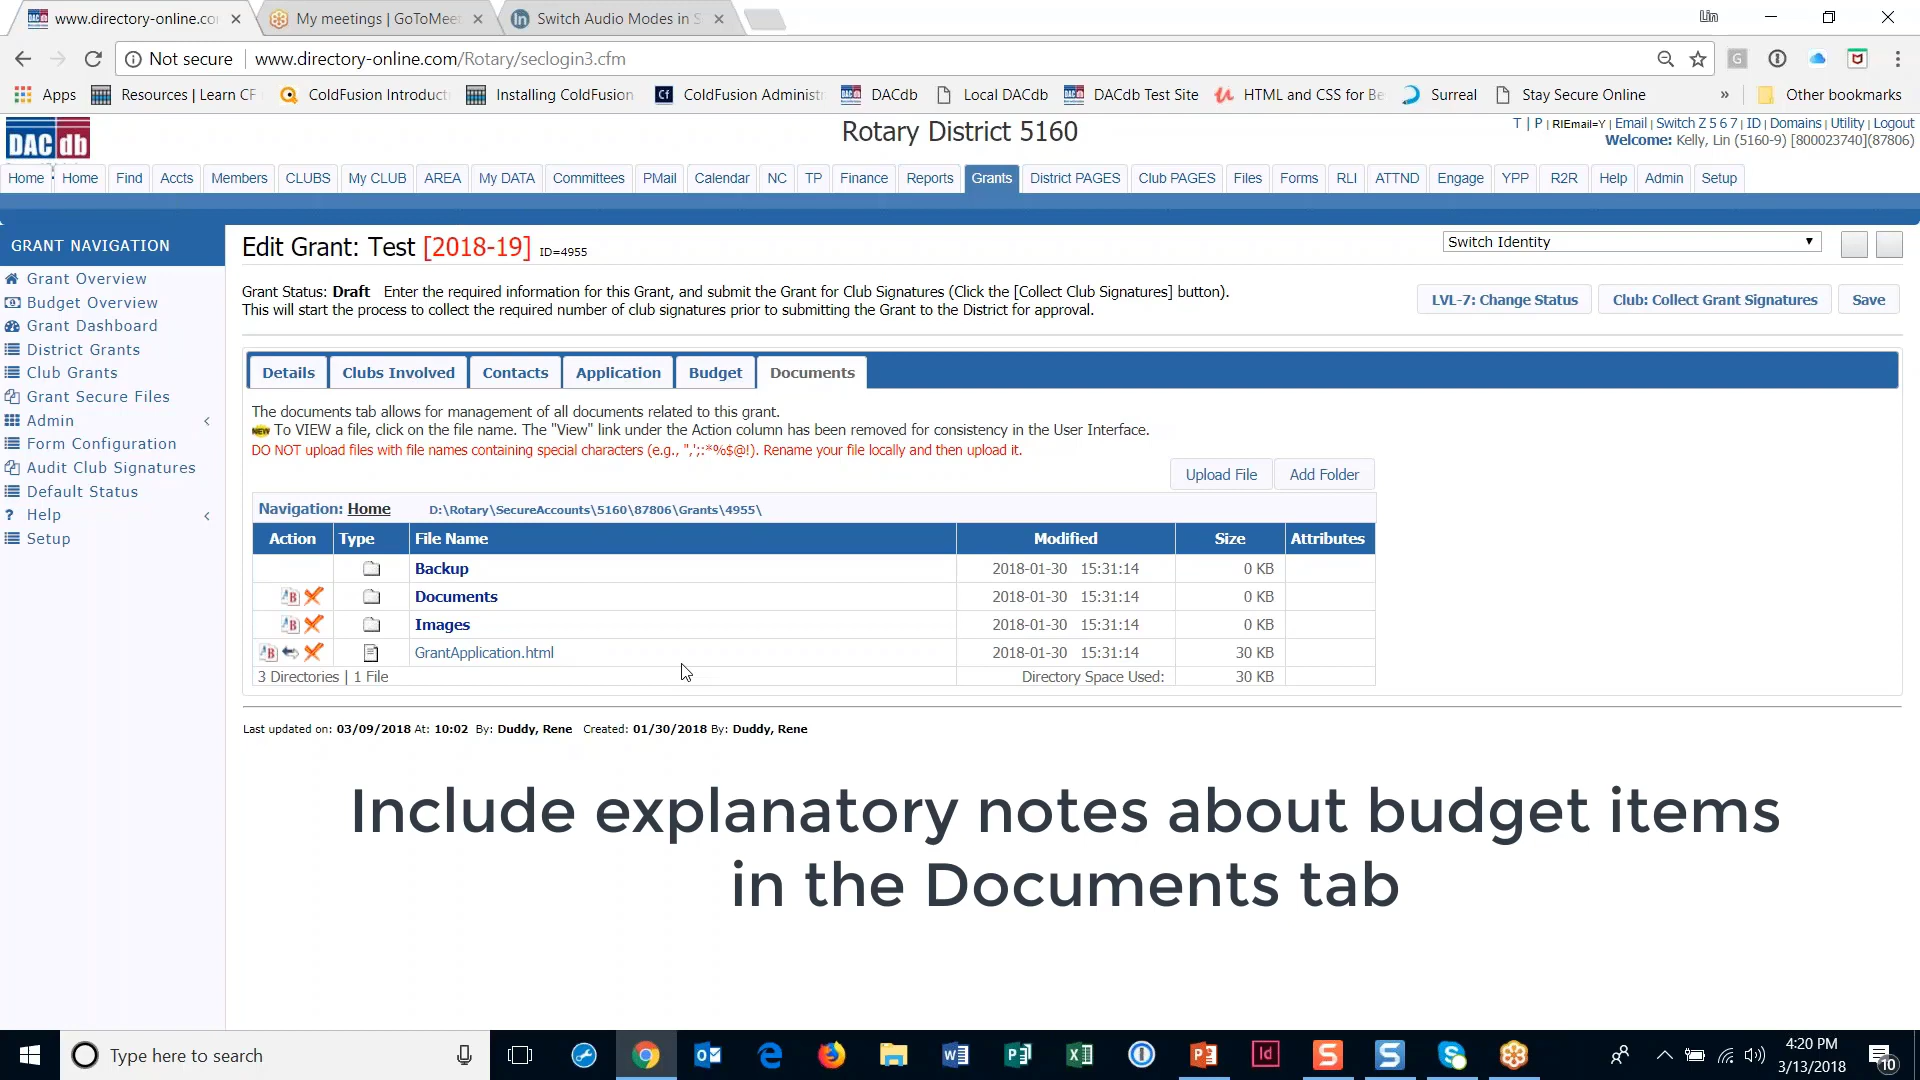 www.directory-online.co
My meetings | GoToMee
Switch Audio Modes in S
Lin
Not secure
www.directory-online.com/Rotary/seclogin3.cfm
Apps
Resources | Learn CF
ColdFusion Introduct
Installing ColdFusion
ColdFusion Administr
DACdb
Local DACdb
DACdb Test Site
HTML and CSS for Be
Surreal
Stay Secure Online
»
Other bookmarks
DAC db
Rotary District 5160
T | P | RIEmail=Y | Email | Switch Z 5 6 7 | ID | Domains | Utility | Logout
Welcome: Kelly, Lin (5160-9) [800023740](87806)
Home Home Find Accts Members CLUBS My CLUB AREA My DATA Committees PMail Calendar NC TP Finance Reports Grants District PAGES Club PAGES Files Forms RLI ATTND Engage YPP R2R Help Admin Setup
GRANT NAVIGATION
Grant Overview
Budget Overview
Grant Dashboard
District Grants
Club Grants
Grant Secure Files
Admin
Form Configuration
Audit Club Signatures
Default Status
? Help
Setup
Edit Grant: Test [2018-19] ID=4955
Switch Identity
Grant Status: Draft Enter the required information for this Grant, and submit the Grant for Club Signatures (Click the [Collect Club Signatures] button).
This will start the process to collect the required number of club signatures prior to submitting the Grant to the District for approval.
LVL-7: Change Status
Club: Collect Grant Signatures
Save
Details Clubs Involved Contacts Application Budget Documents
The documents tab allows for management of all documents related to this grant.
NEW To VIEW a file, click on the file name. The "View" link under the Action column has been removed for consistency in the User Interface.
DO NOT upload files with file names containing special characters (e.g., ",';:*%$@!). Rename your file locally and then upload it.
Upload File Add Folder
Navigation: Home D:\Rotary\SecureAccounts\5160\87806\Grants\4955\
Action Type File Name Modified Size Attributes
Backup 2018-01-30 15:31:14 0 KB
Documents 2018-01-30 15:31:14 0 KB
Images 2018-01-30 15:31:14 0 KB
GrantApplication.html 2018-01-30 15:31:14 30 KB
3 Directories | 1 File Directory Space Used: 30 KB
Last updated on: 03/09/2018 At: 10:02 By: Duddy, Rene Created: 01/30/2018 By: Duddy, Rene
Include explanatory notes about budget items
in the Documents tab
Type here to search
4:20 PM
3/13/2018
10